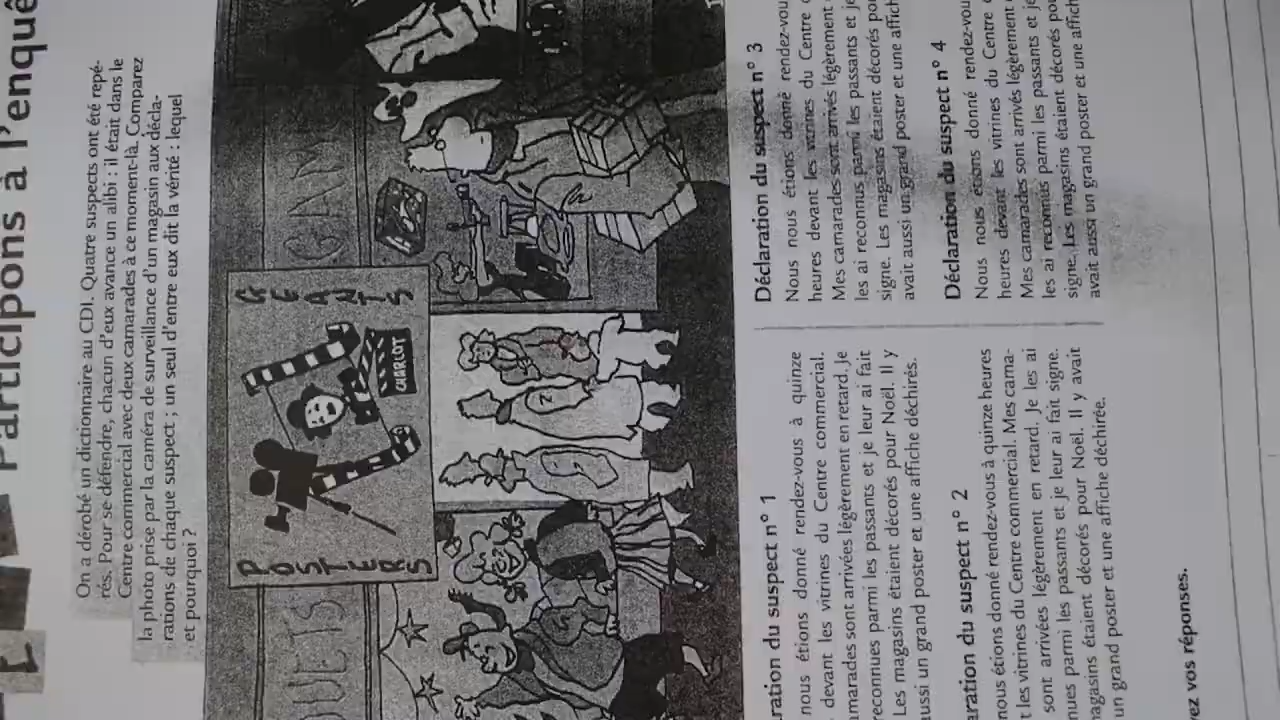 Participons à l'enquê
On a dérobé un dictionnaire au CDI. Quatre suspects ont été repé-
rés. Pour se défendre, chacun d'eux avance un alibi : il était dans le
Centre commercial avec deux camarades à ce moment-là. Comparez
la photo prise par la caméra de surveillance d'un magasin aux décla-
rations de chaque suspect ; un seul d'entre eux dit la vérité : lequel
et pourquoi ?
OUETS
POSTERS
GEANTS
CHARLOT
GAN
ration du suspect n° 1
nous étions donné rendez-vous à quinze
devant les vitrines du Centre commercial.
amarades sont arrivées légèrement en retard. Je
reconnues parmi les passants et je leur ai fait
Les magasins étaient décorés pour Noël. Il y
ussi un grand poster et une affiche déchirés.
aration du suspect n° 2
nous étions donné rendez-vous à quinze heures
t les vitrines du Centre commercial. Mes cama-
sont arrivées légèrement en retard. Je les ai
nues parmi les passants et je leur ai fait signe.
agasins étaient décorés pour Noël. Il y avait
un grand poster et une affiche déchirée.
Déclaration du suspect n° 3
Nous nous étions donné rendez-vou
heures devant les vitrines du Centre c
Mes camarades sont arrivés légèrement
les ai reconnus parmi les passants et je
signe. Les magasins étaient décorés pou
avait aussi un grand poster et une affich
Déclaration du suspect n° 4
Nous nous étions donné rendez-vou
heures devant les vitrines du Centre c
Mes camarades sont arrivés légèrement
les ai reconnus parmi les passants et je
signe. Les magasins étaient décorés pou
avait aussi un grand poster et une affich
ez vos réponses.